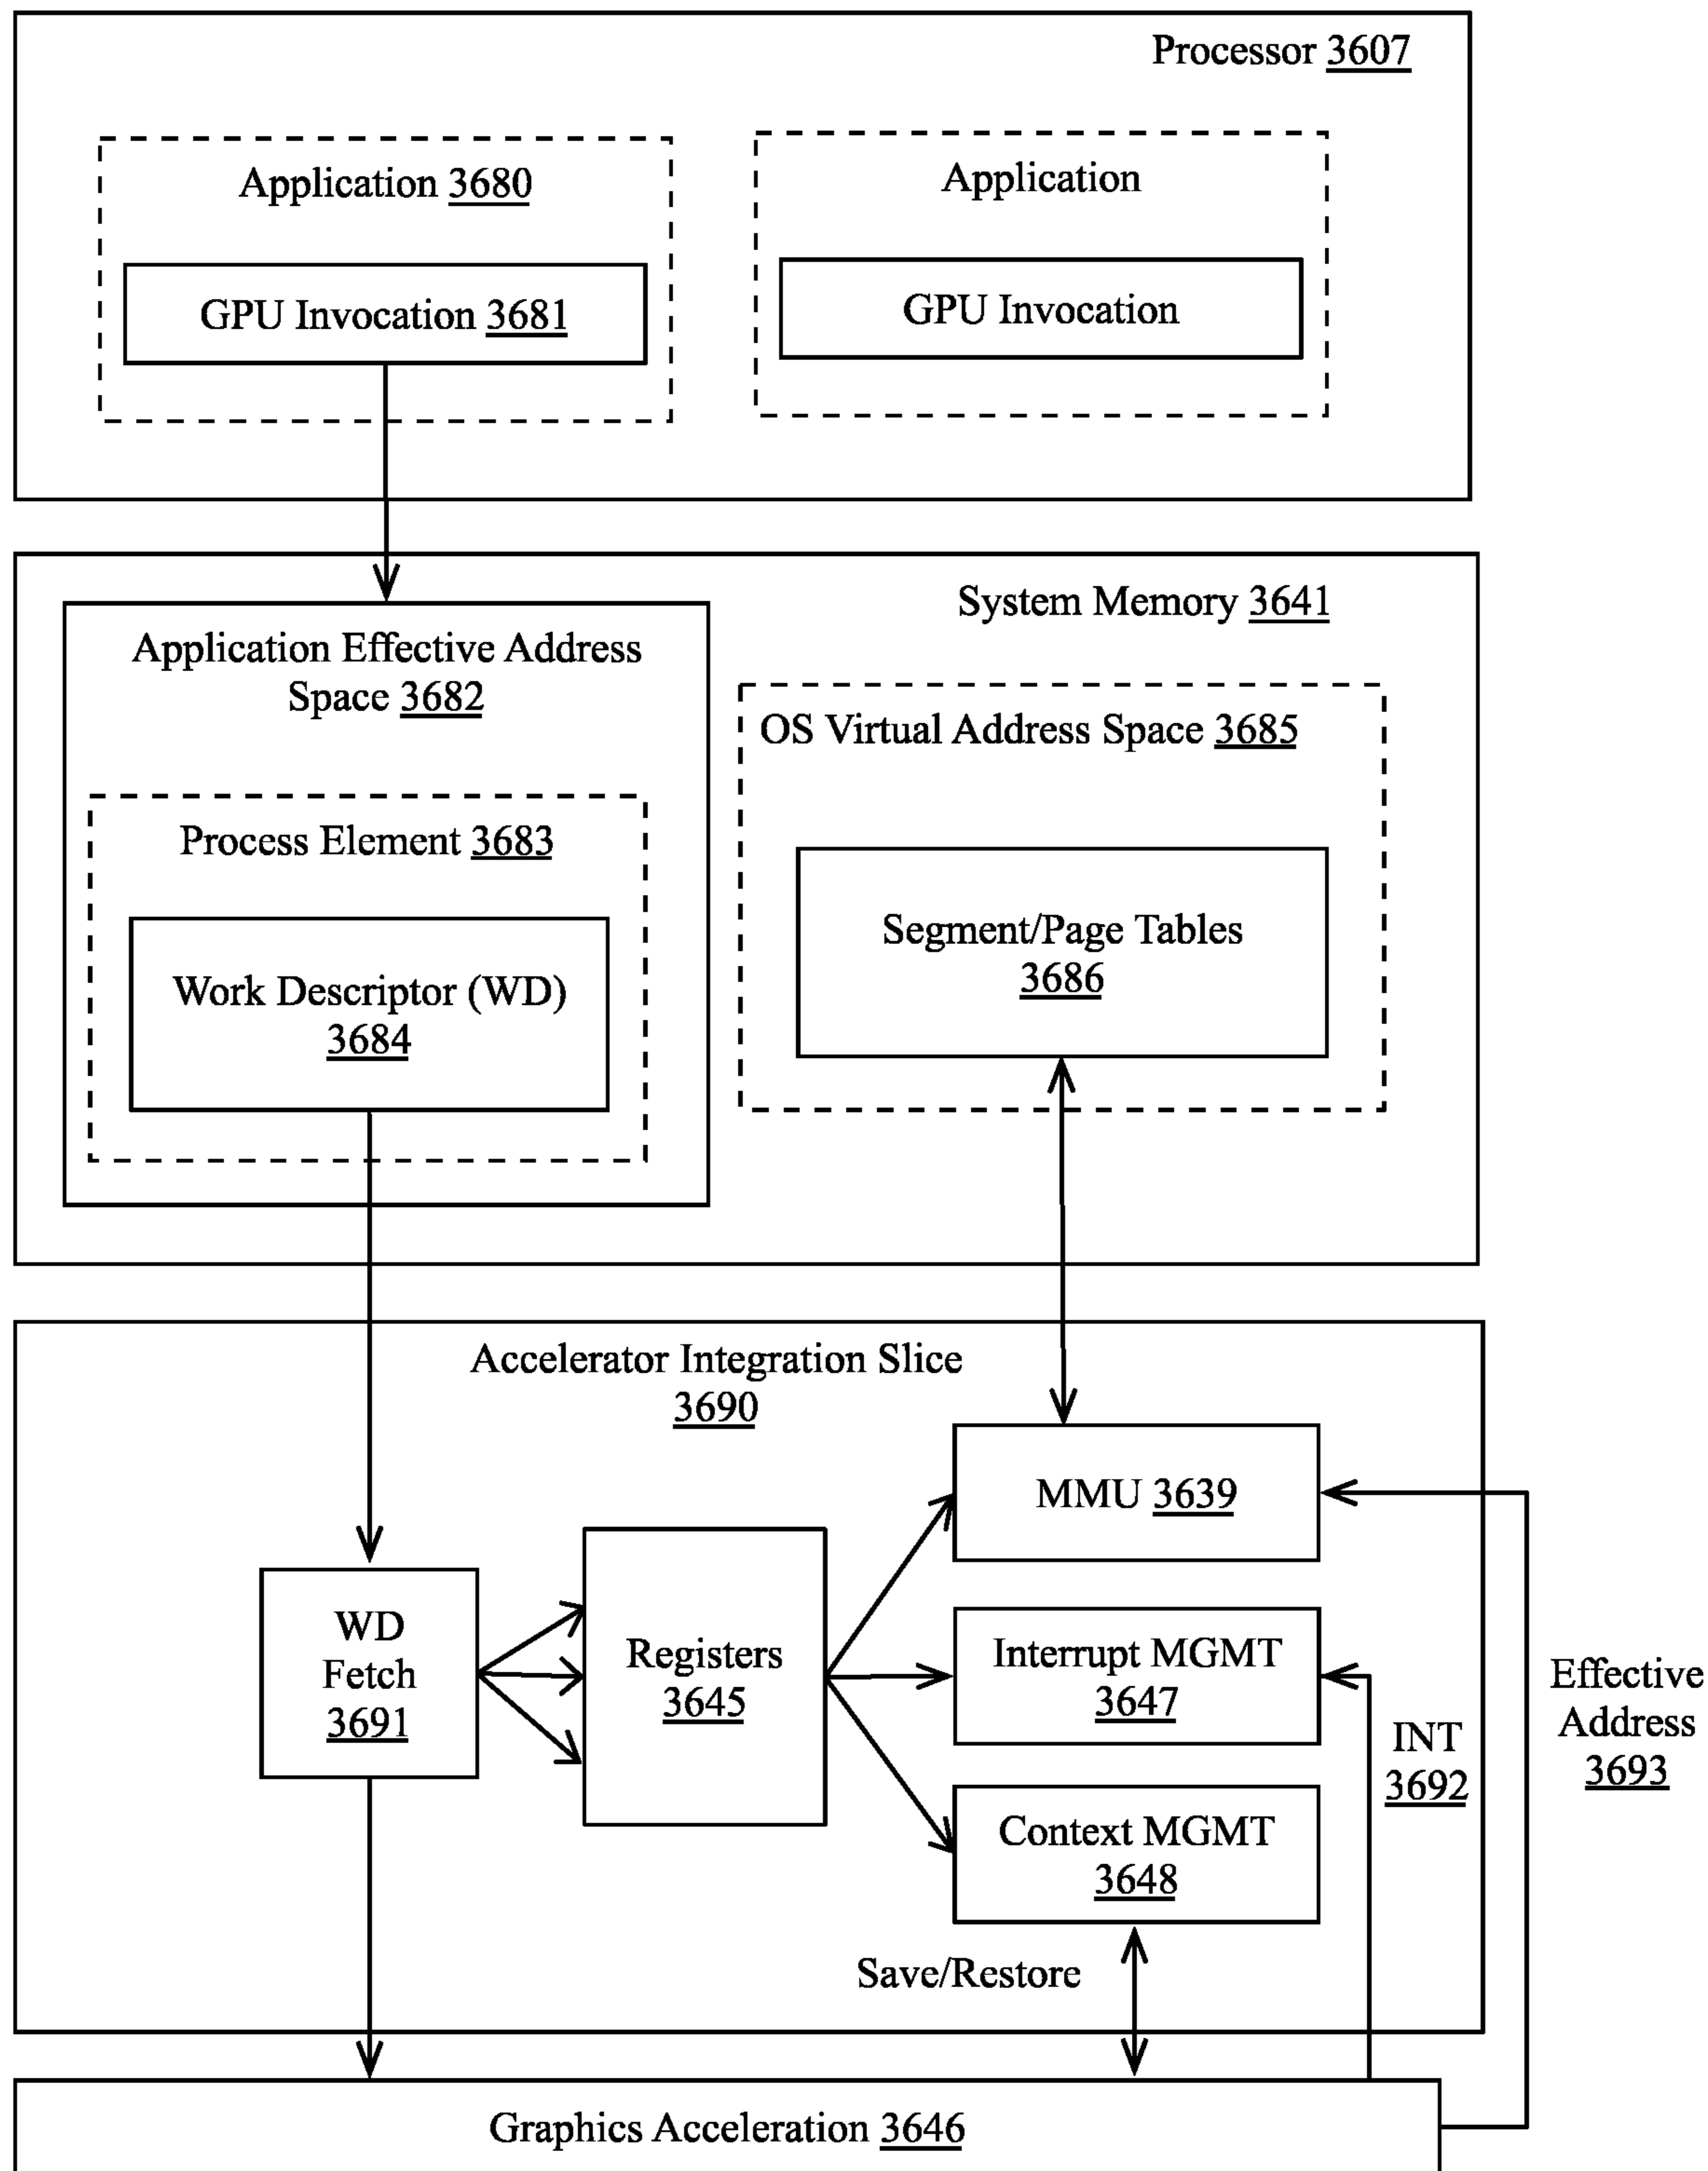 Processor 3607
Application 3680
GPU Invocation 3681
Application
GPU Invocation
System Memory 3641
Application Effective Address
Space 3682
Process Element 3683
Work Descriptor (WD)
3684
OS Virtual Address Space 3685
Segment/Page Tables
3686
Accelerator Integration Slice
3690
WD
Fetch
3691
Registers
3645
MMU 3639
Interrupt MGMT
3647
Context MGMT
3648
Save/Restore
INT
3692
Effective
Address
3693
Graphics Acceleration 3646